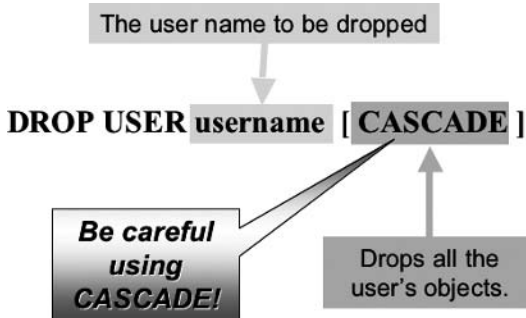 The user name to be dropped
DROP USER username [ CASCADE ]
Be careful
using
CASCADE!
Drops all the
user's objects.